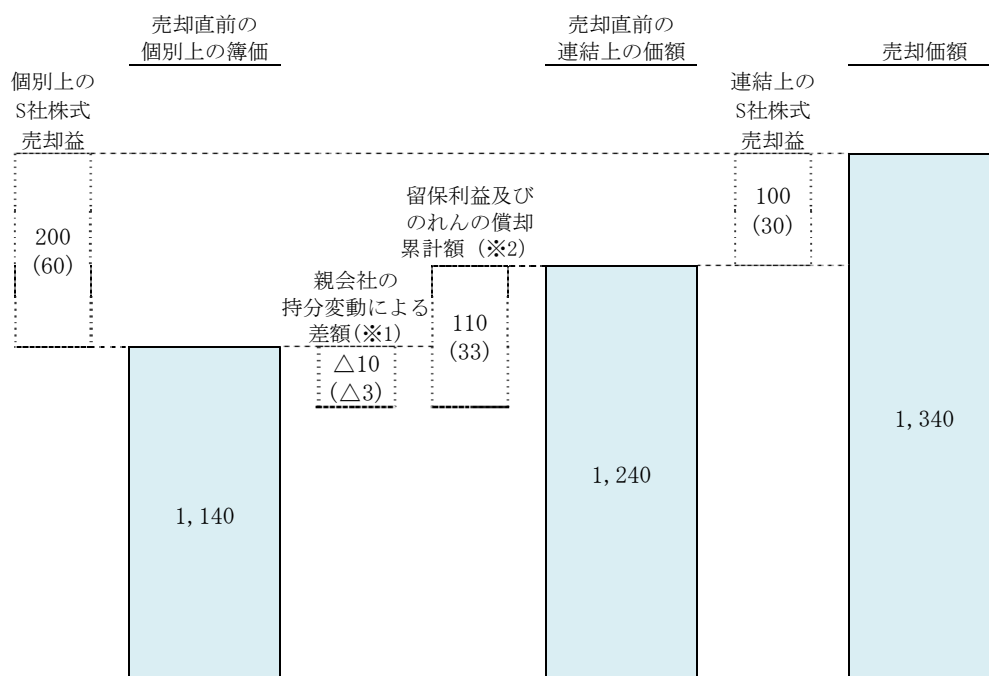 売却直前の
個別上の簿価
売却直前の
連結上の価額
売却価額
個別上の
S社株式
売却益
連結上の
S社株式
売却益
200
(60)
留保利益及び
のれんの償却
累計額 (※2)
100
(30)
親会社の
持分変動による
差額(※1)
110
(33)
△10
(△3)
1,140
1,240
1,340